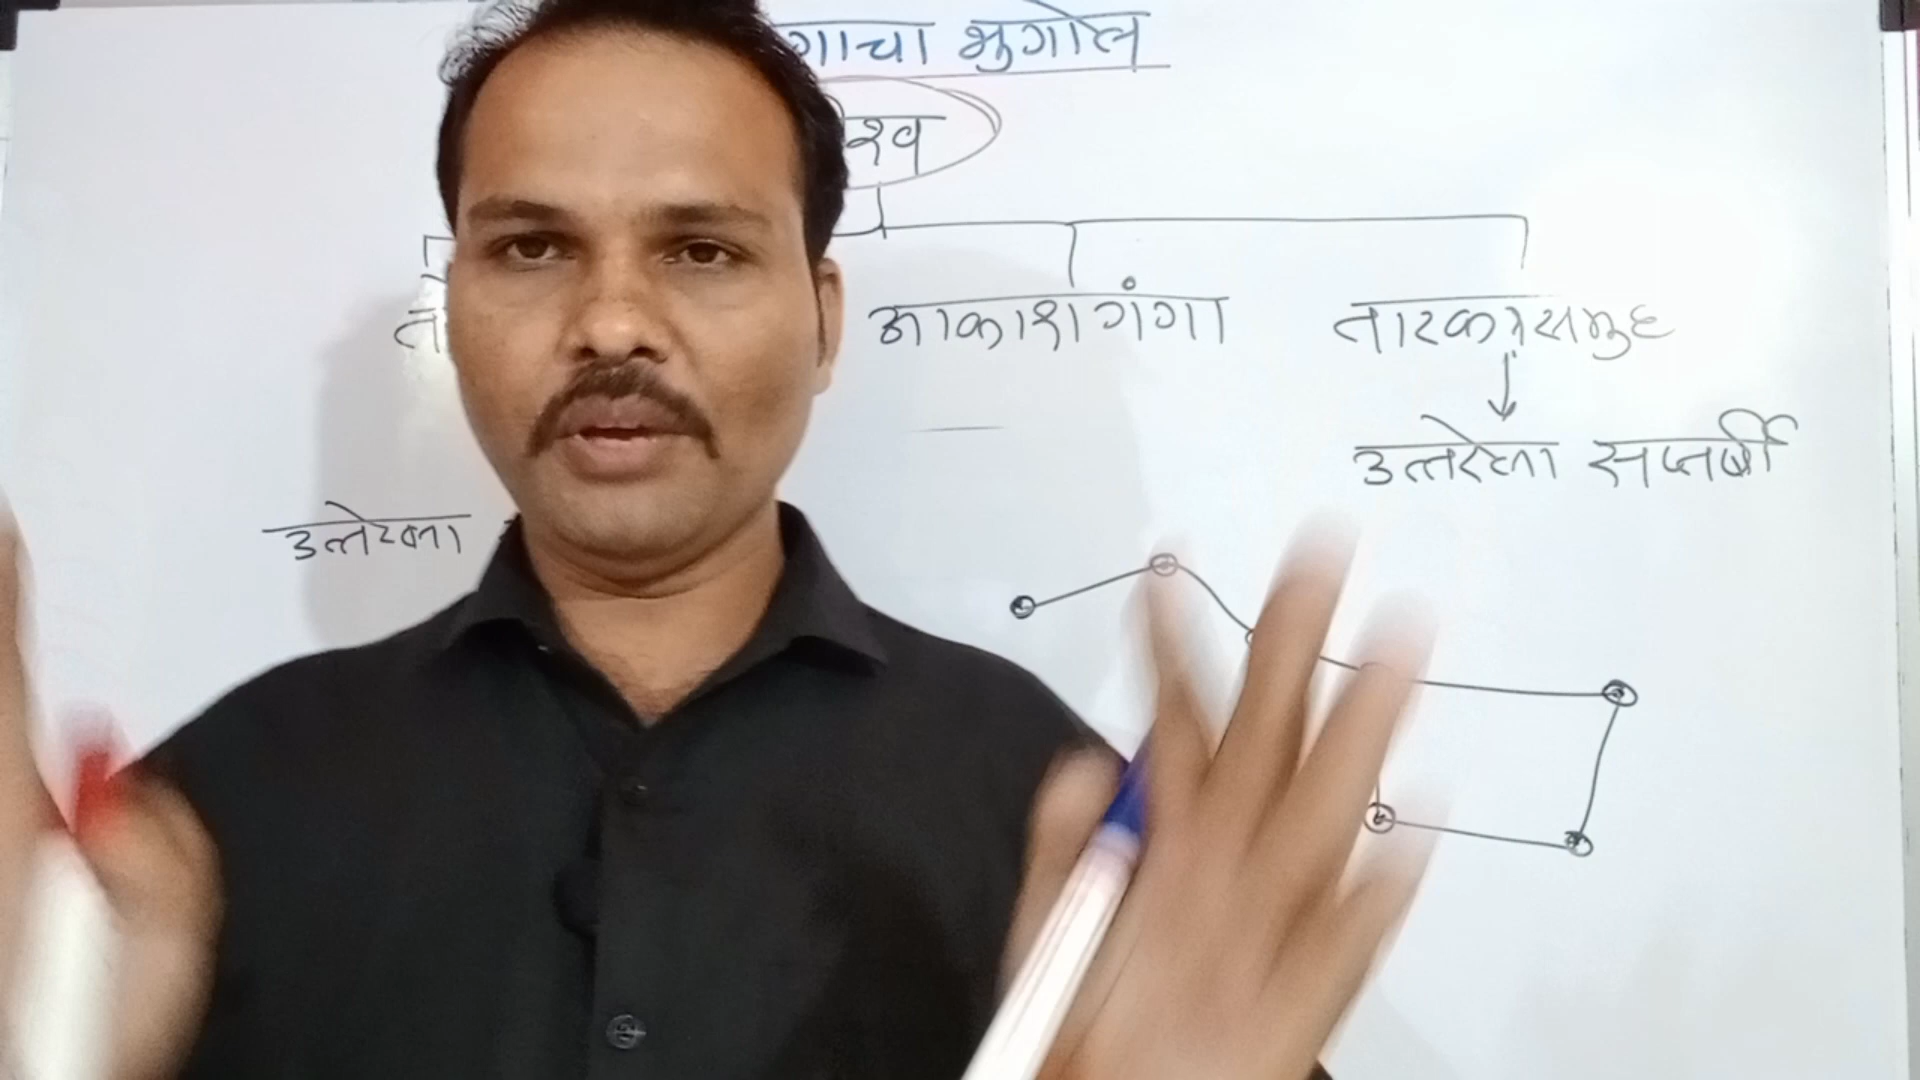 गाचा भुगोल
श्व
आकाशगंगा तारकासमुह
उत्तरेला सप्तर्षी
उत्तरेला